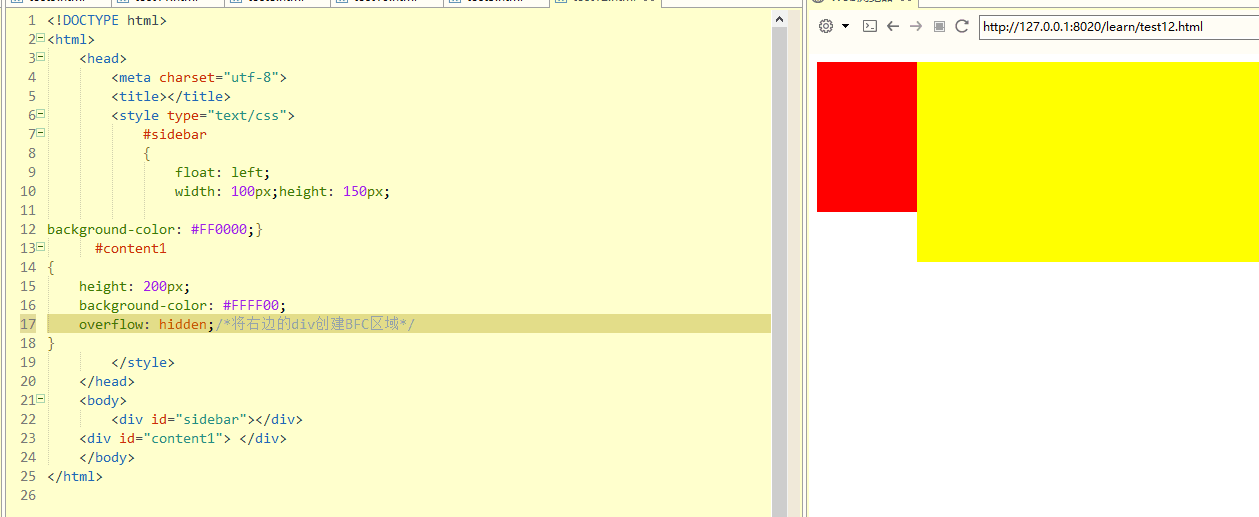 http://127.0.0.1:8020/learn/test12.html
1 <!DOCTYPE html>
2 <html>
3 <head>
4 <meta charset="utf-8">
5 <title></title>
6 <style type="text/css">
7 #sidebar
8 {
9 float: left;
10 width: 100px;height: 150px;
11
12 background-color: #FF0000;}
13 #content1
14 {
15 height: 200px;
16 background-color: #FFFF00;
17 overflow: hidden;/*将右边的div创建BFC区域*/
18 }
19 </style>
20 </head>
21 <body>
22 <div id="sidebar"></div>
23 <div id="content1"> </div>
24 </body>
25 </html>
26